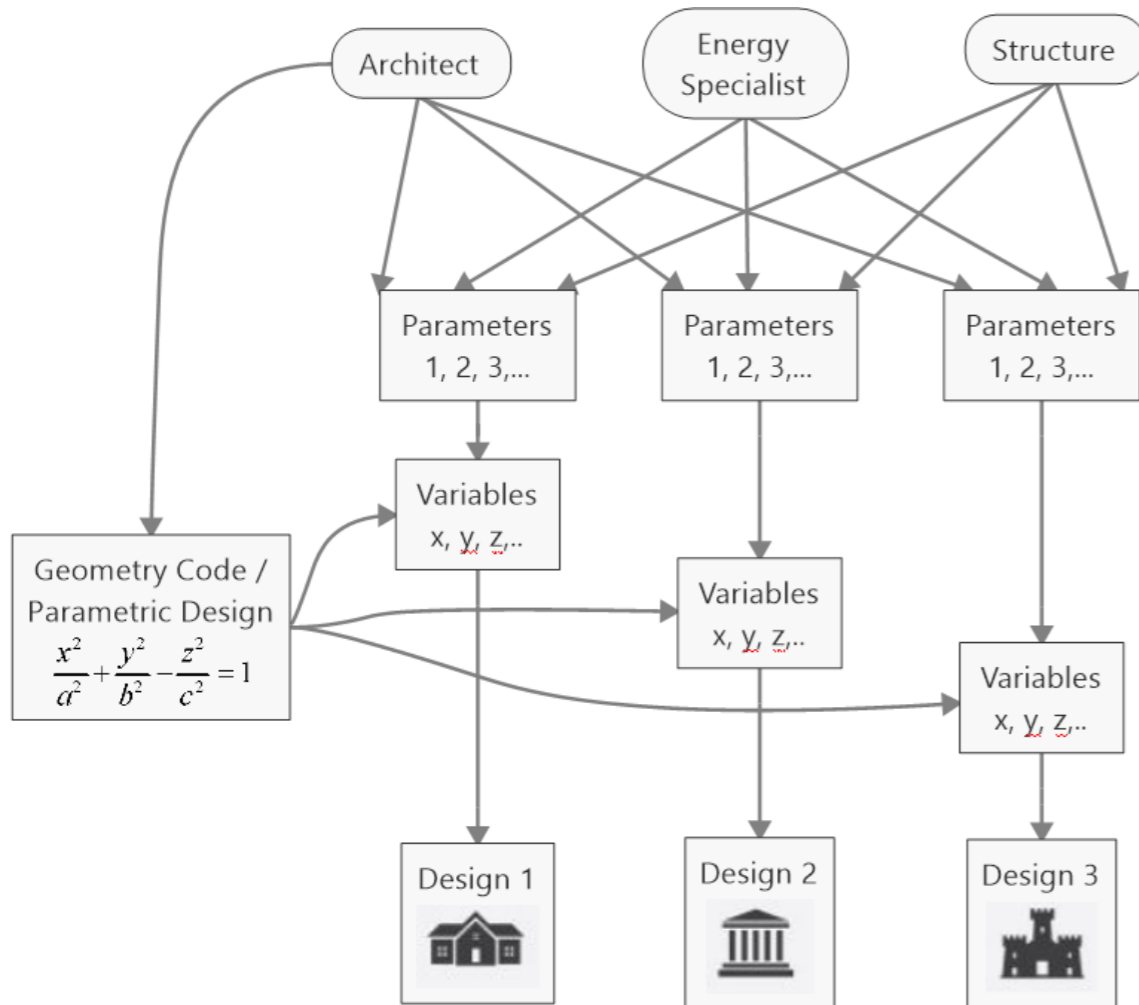 Architect
Energy
Specialist
Structure
Parameters
1, 2, 3,...
Parameters
1, 2, 3,...
Parameters
1, 2, 3,...
Variables
x, y, z,..
Geometry Code /
Parametric Design
x²/a² + y²/b² − z²/c² = 1
Variables
x, y, z,..
Variables
x, y, z,..
Design 1
Design 2
Design 3